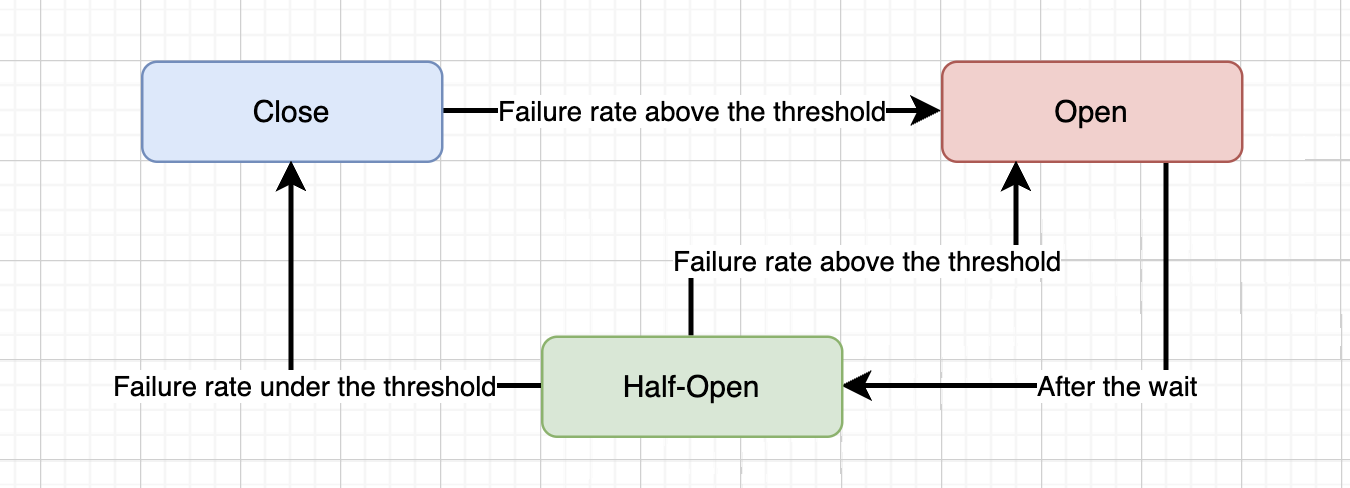 Close
Failure rate above the threshold
Open
Failure rate above the threshold
Failure rate under the threshold
Half-Open
After the wait